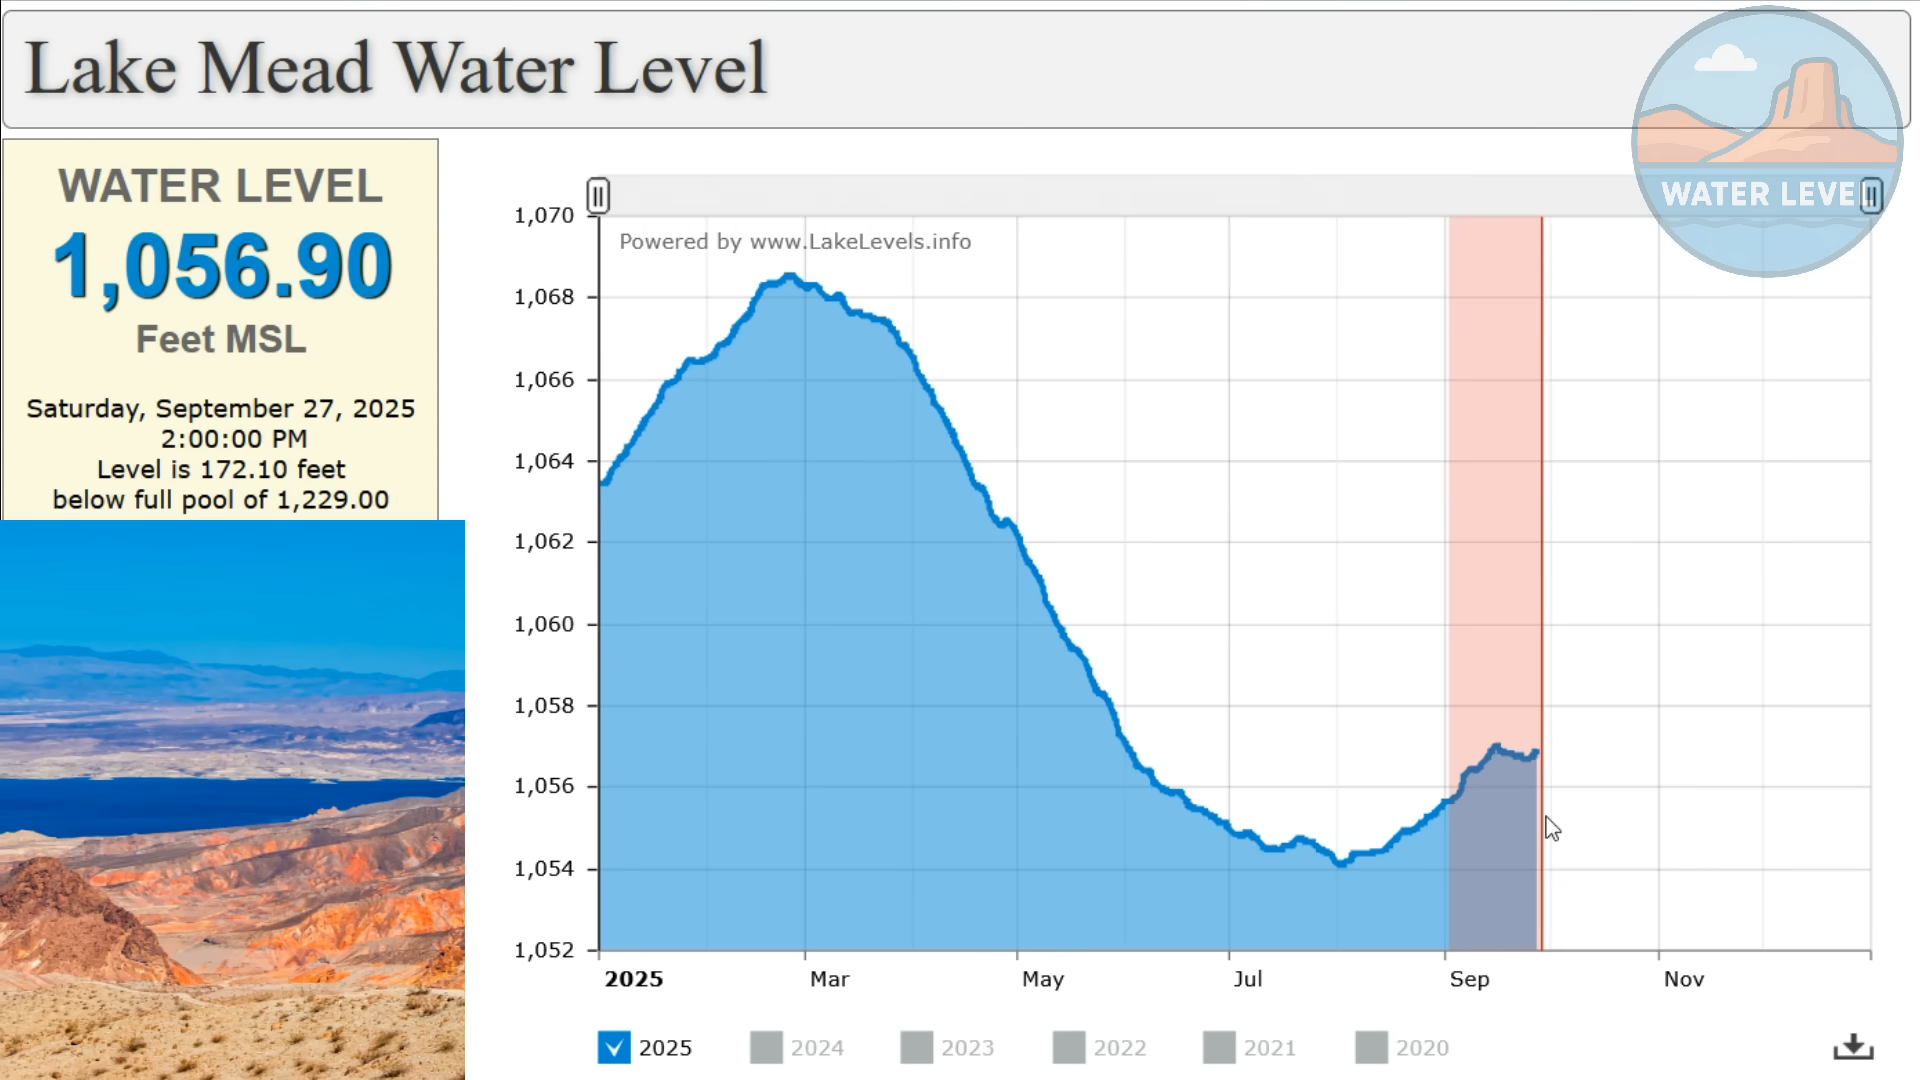 Lake Mead Water Level
WATER LEVEL
WATER LEVEL
1,056.90
Feet MSL
Saturday, September 27, 2025
2:00:00 PM
Level is 172.10 feet
below full pool of 1,229.00
Powered by www.LakeLevels.info
1,070
1,068
1,066
1,064
1,062
1,060
1,058
1,056
1,054
1,052
2025 Mar May Jul Sep Nov
2025 2024 2023 2022 2021 2020